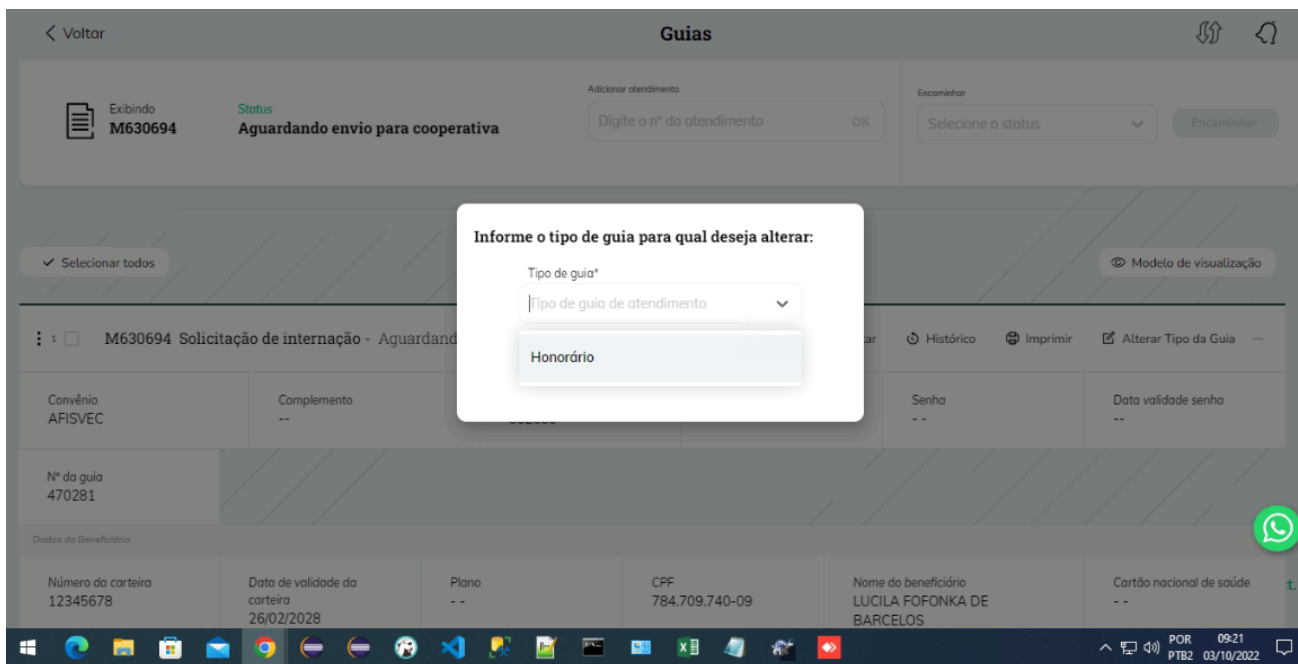 Voltar
Guias
Exibindo
M630694
Status
Aguardando envio para cooperativa
Adicionar atendimento
Digite o nº do atendimento
OK
Encaminhar
Selecione o status
Encaminhar
Informe o tipo de guia para qual deseja alterar:
Tipo de guia*
Tipo de guia de atendimento
Honorário
Selecionar todos
Modelo de visualização
1 M630694 Solicitação de internação - Aguardand
Histórico
Imprimir
Alterar Tipo da Guia
Convênio
AFISVEC
Complemento
--
Senha
- -
Data validade senha
--
Nº da guia
470281
Dados do Beneficiário
Número da carteira
12345678
Data de validade da
carteira
26/02/2028
Plano
- -
CPF
784.709.740-09
Nome do beneficiário
LUCILA FOFONKA DE
BARCELOS
Cartão nacional de saúde
- -
POR
PTB2
09:21
03/10/2022